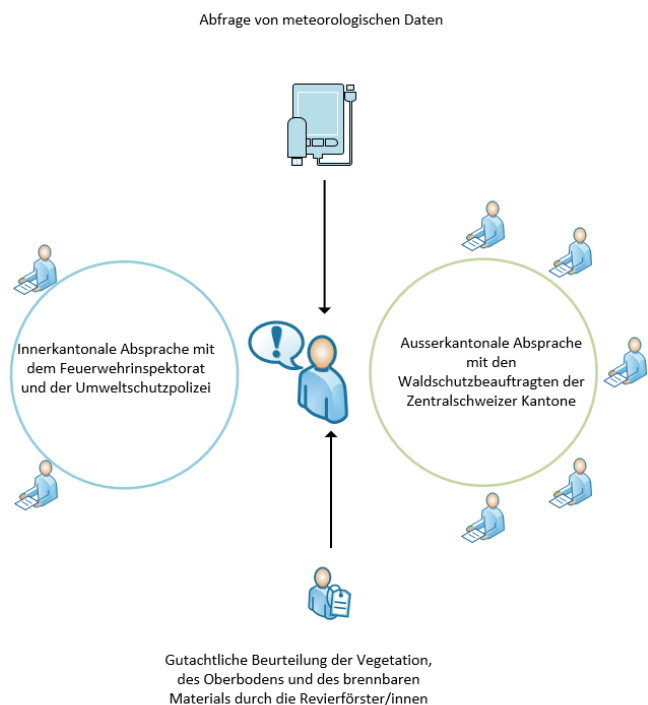 Abfrage von meteorologischen Daten
Innerkantonale Absprache mit
dem Feuerwehrinspektorat
und der Umweltschutzpolizei
Ausserkantonale Absprache
mit den
Waldschutzbeauftragten der
Zentralschweizer Kantone
Gutachtliche Beurteilung der Vegetation,
des Oberbodens und des brennbaren
Materials durch die Revierförster/innen